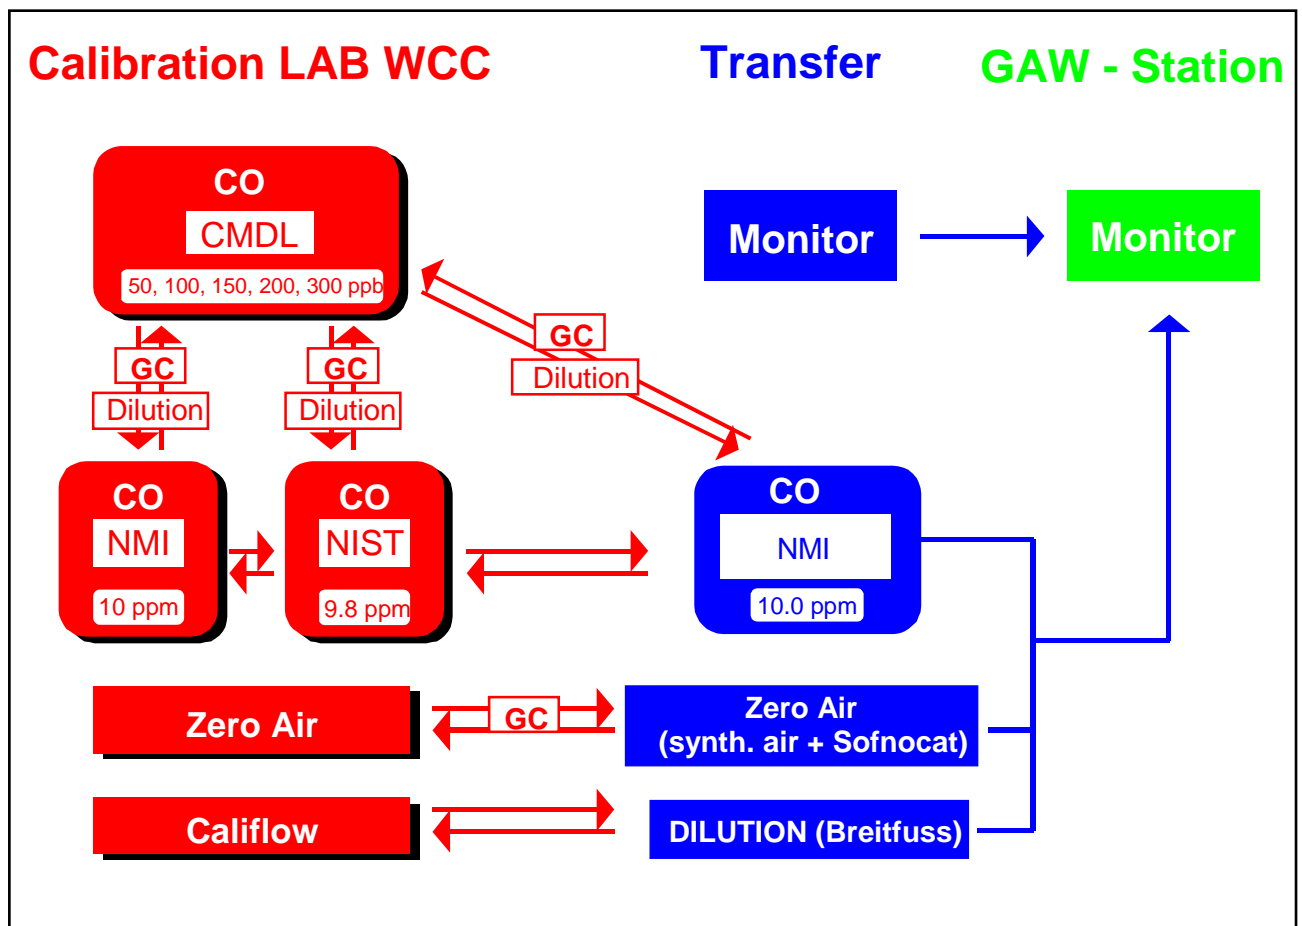 Calibration LAB WCC
Transfer
GAW - Station
CO
CMDL
50, 100, 150, 200, 300 ppb
Monitor
Monitor
GC
Dilution
GC
Dilution
GC
Dilution
CO
NMI
10 ppm
CO
NIST
9.8 ppm
CO
NMI
10.0 ppm
Zero Air
GC
Zero Air
(synth. air + Sofnocat)
Califlow
DILUTION (Breitfuss)